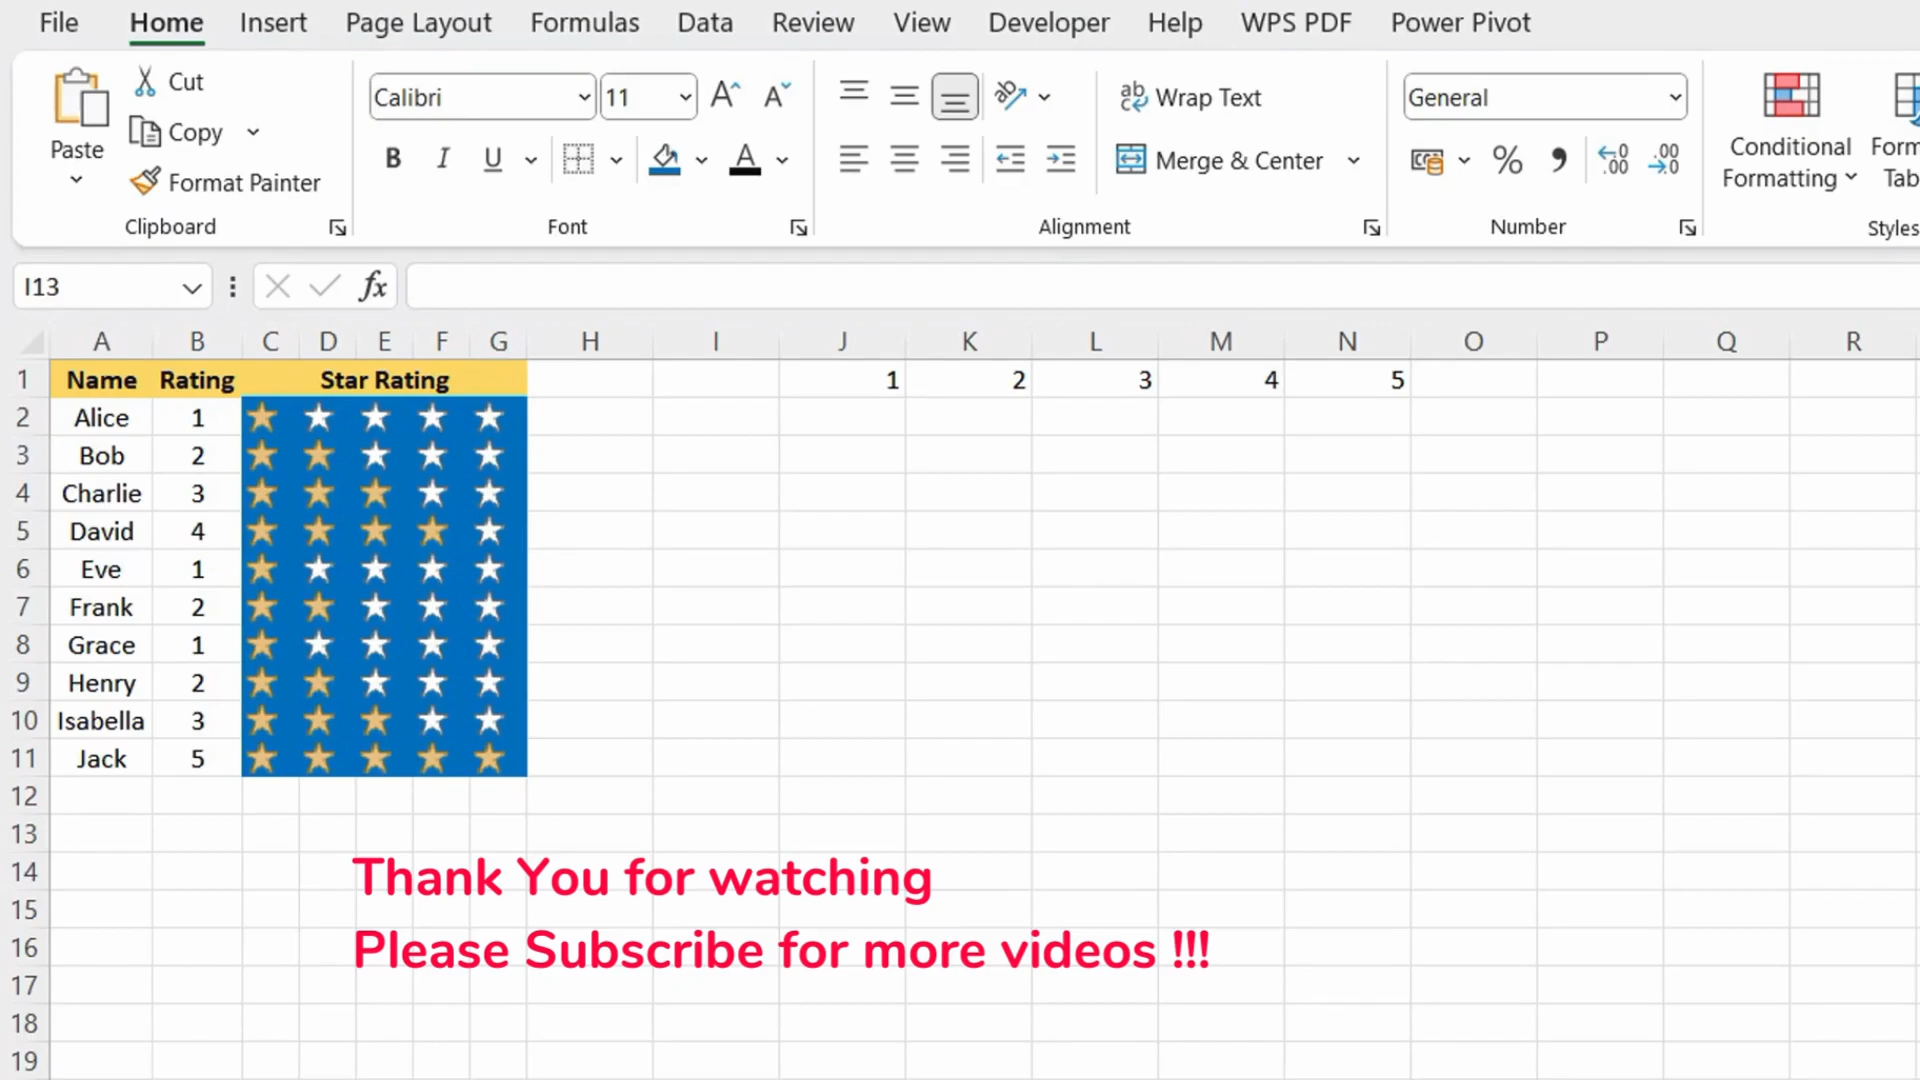 File Home Insert Page Layout Formulas Data Review View Developer Help WPS PDF Power Pivot
Paste
Cut
Copy
Format Painter
Clipboard
Calibri 11
B I U
Font
Wrap Text
Merge & Center
Alignment
General
Number
Conditional
Formatting
Styles
I13 fx
A B C D E F G H I J K L M N O P Q R
1 Name Rating Star Rating 1 2 3 4 5
2 Alice 1
3 Bob 2
4 Charlie 3
5 David 4
6 Eve 1
7 Frank 2
8 Grace 1
9 Henry 2
10 Isabella 3
11 Jack 5
12
13
14
15
16
17
18
19
Thank You for watching
Please Subscribe for more videos !!!